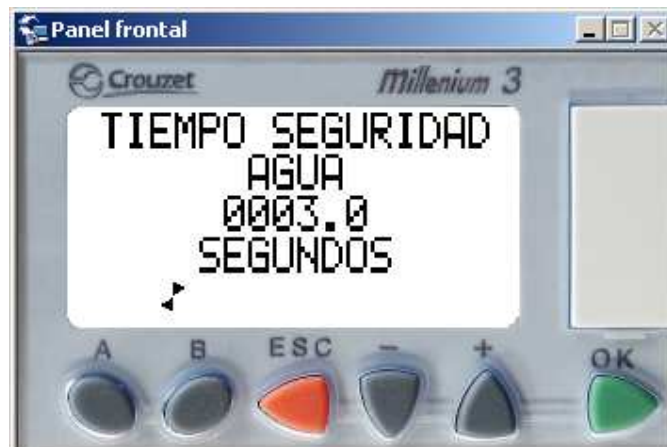 Panel frontal
Crouzet Millenium 3
TIEMPO SEGURIDAD
AGUA
0003.0
SEGUNDOS
A B ESC - + OK